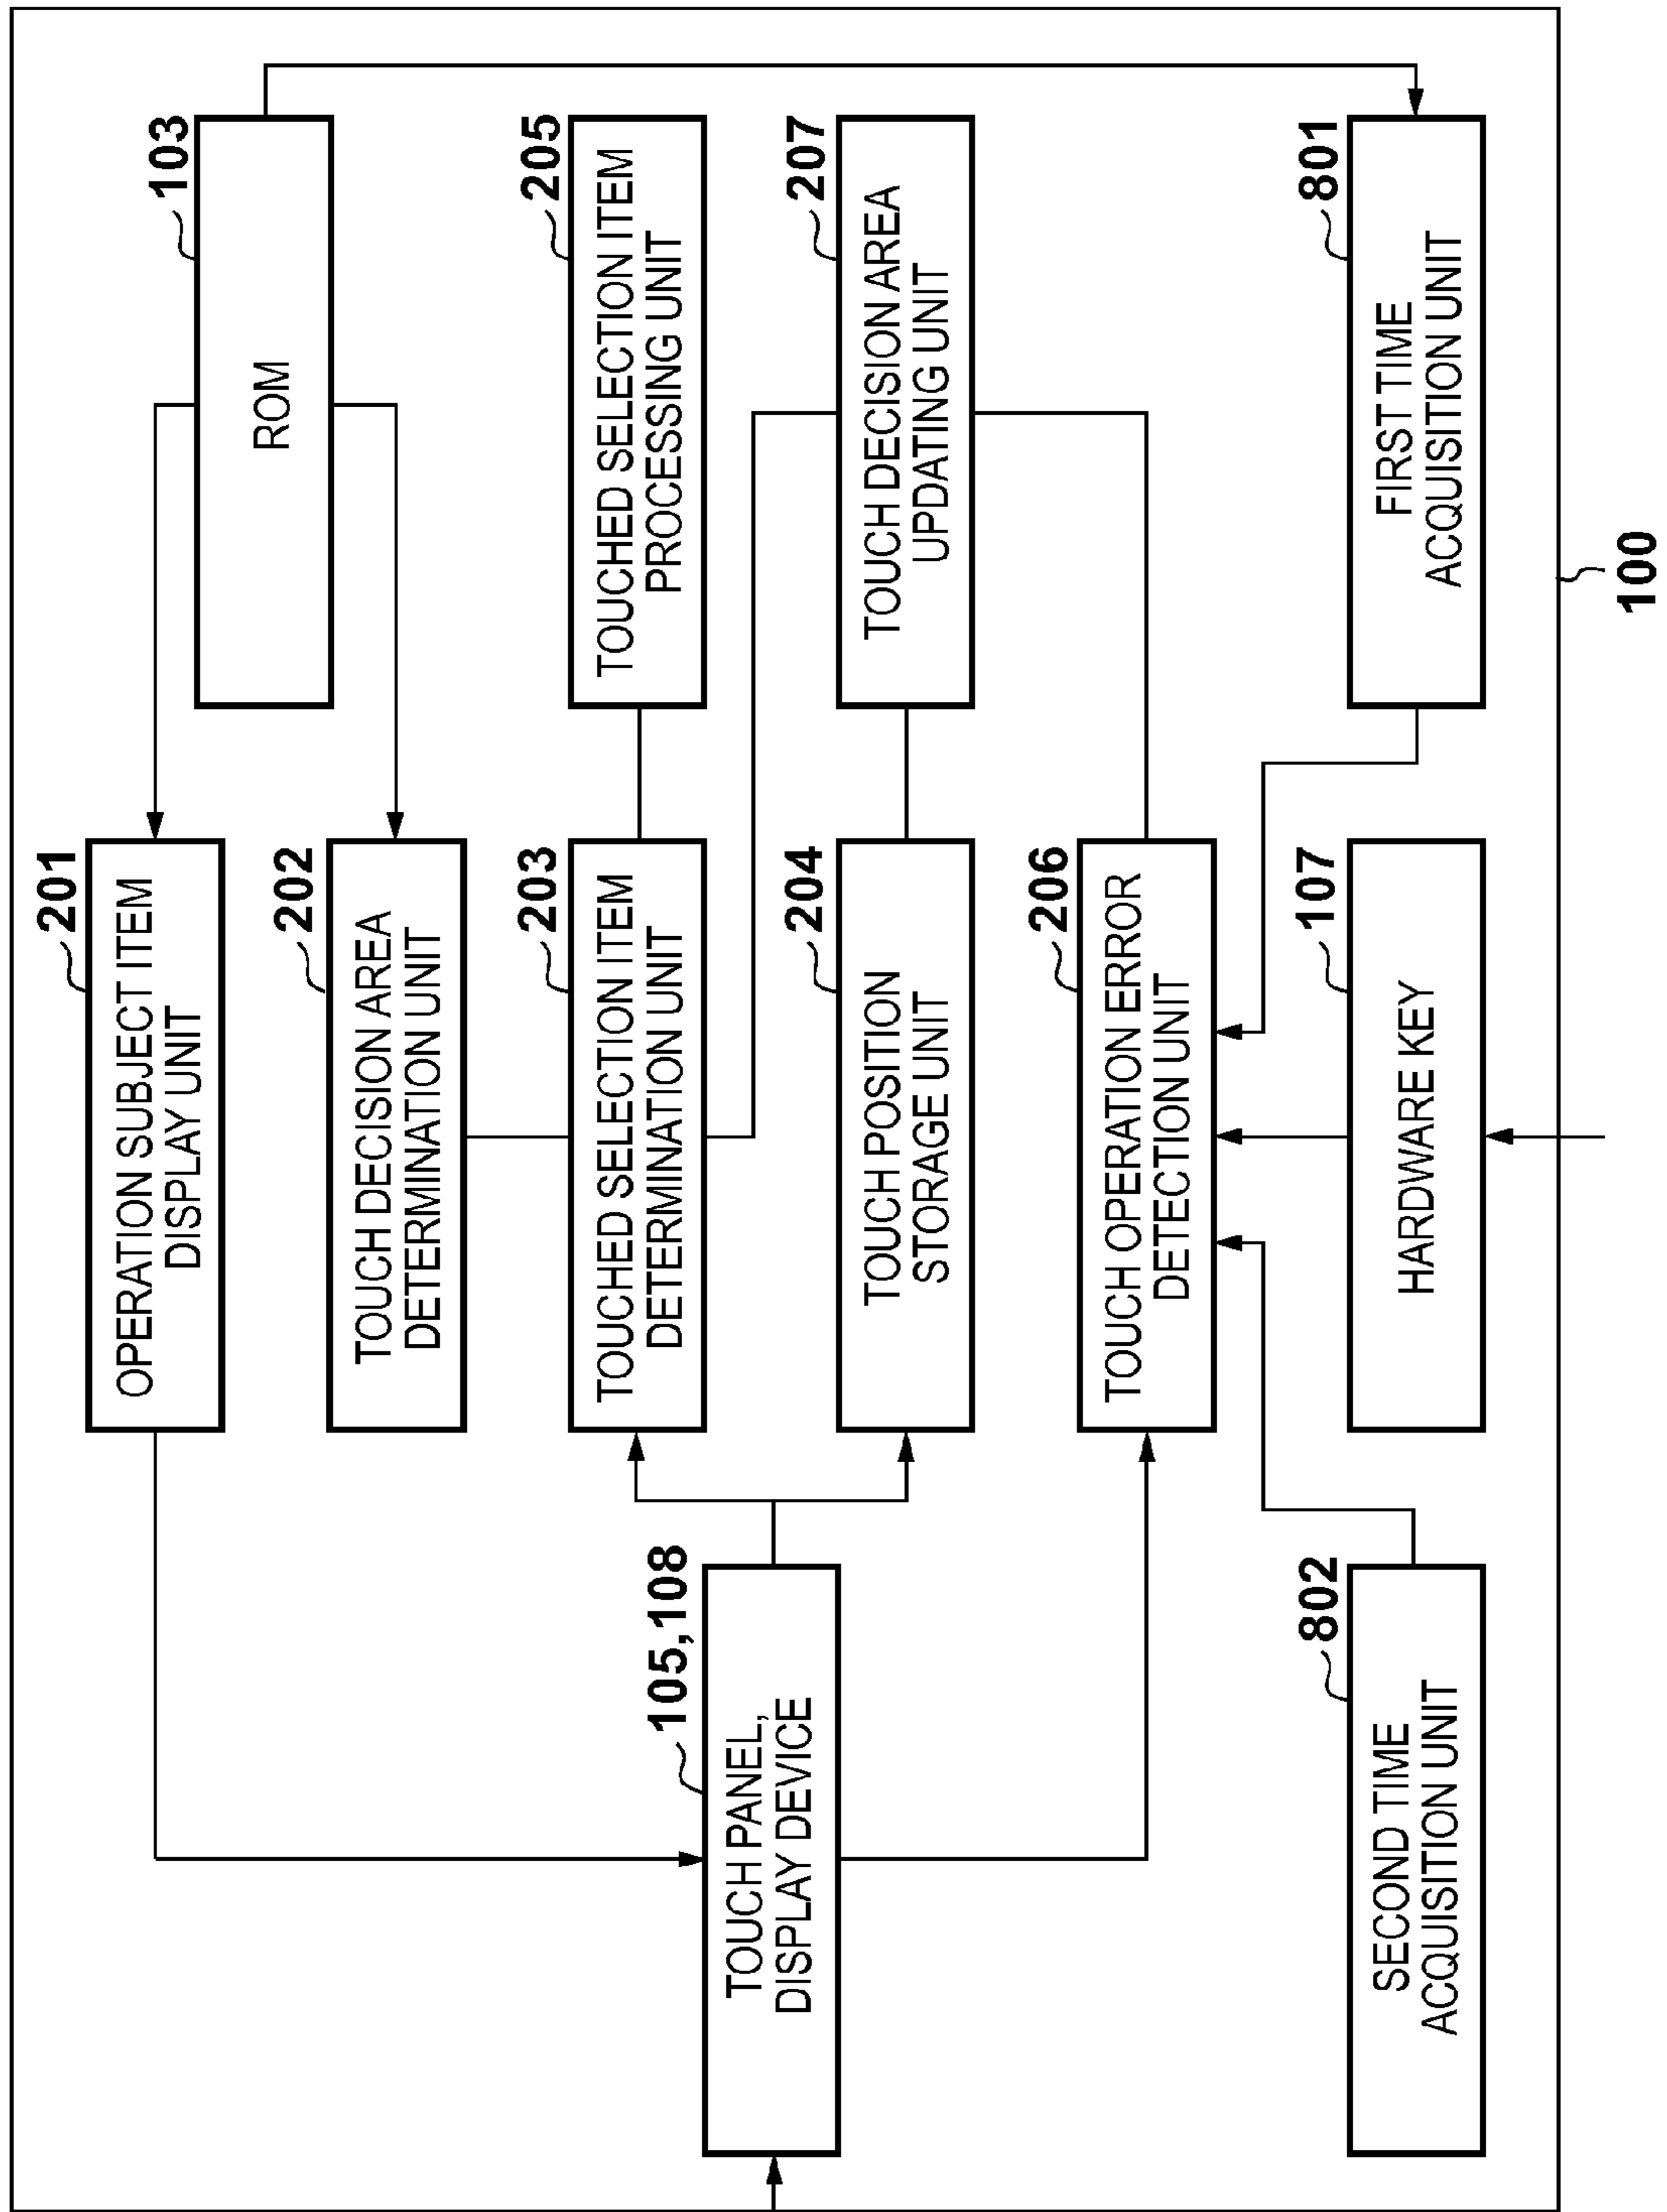 201
OPERATION SUBJECT ITEM
DISPLAY UNIT
103
ROM
202
TOUCH DECISION AREA
DETERMINATION UNIT
105,108
TOUCH PANEL,
DISPLAY DEVICE
203
TOUCHED SELECTION ITEM
DETERMINATION UNIT
205
TOUCHED SELECTION ITEM
PROCESSING UNIT
204
TOUCH POSITION
STORAGE UNIT
207
TOUCH DECISION AREA
UPDATING UNIT
206
TOUCH OPERATION ERROR
DETECTION UNIT
802
SECOND TIME
ACQUISITION UNIT
107
HARDWARE KEY
801
FIRST TIME
ACQUISITION UNIT
100